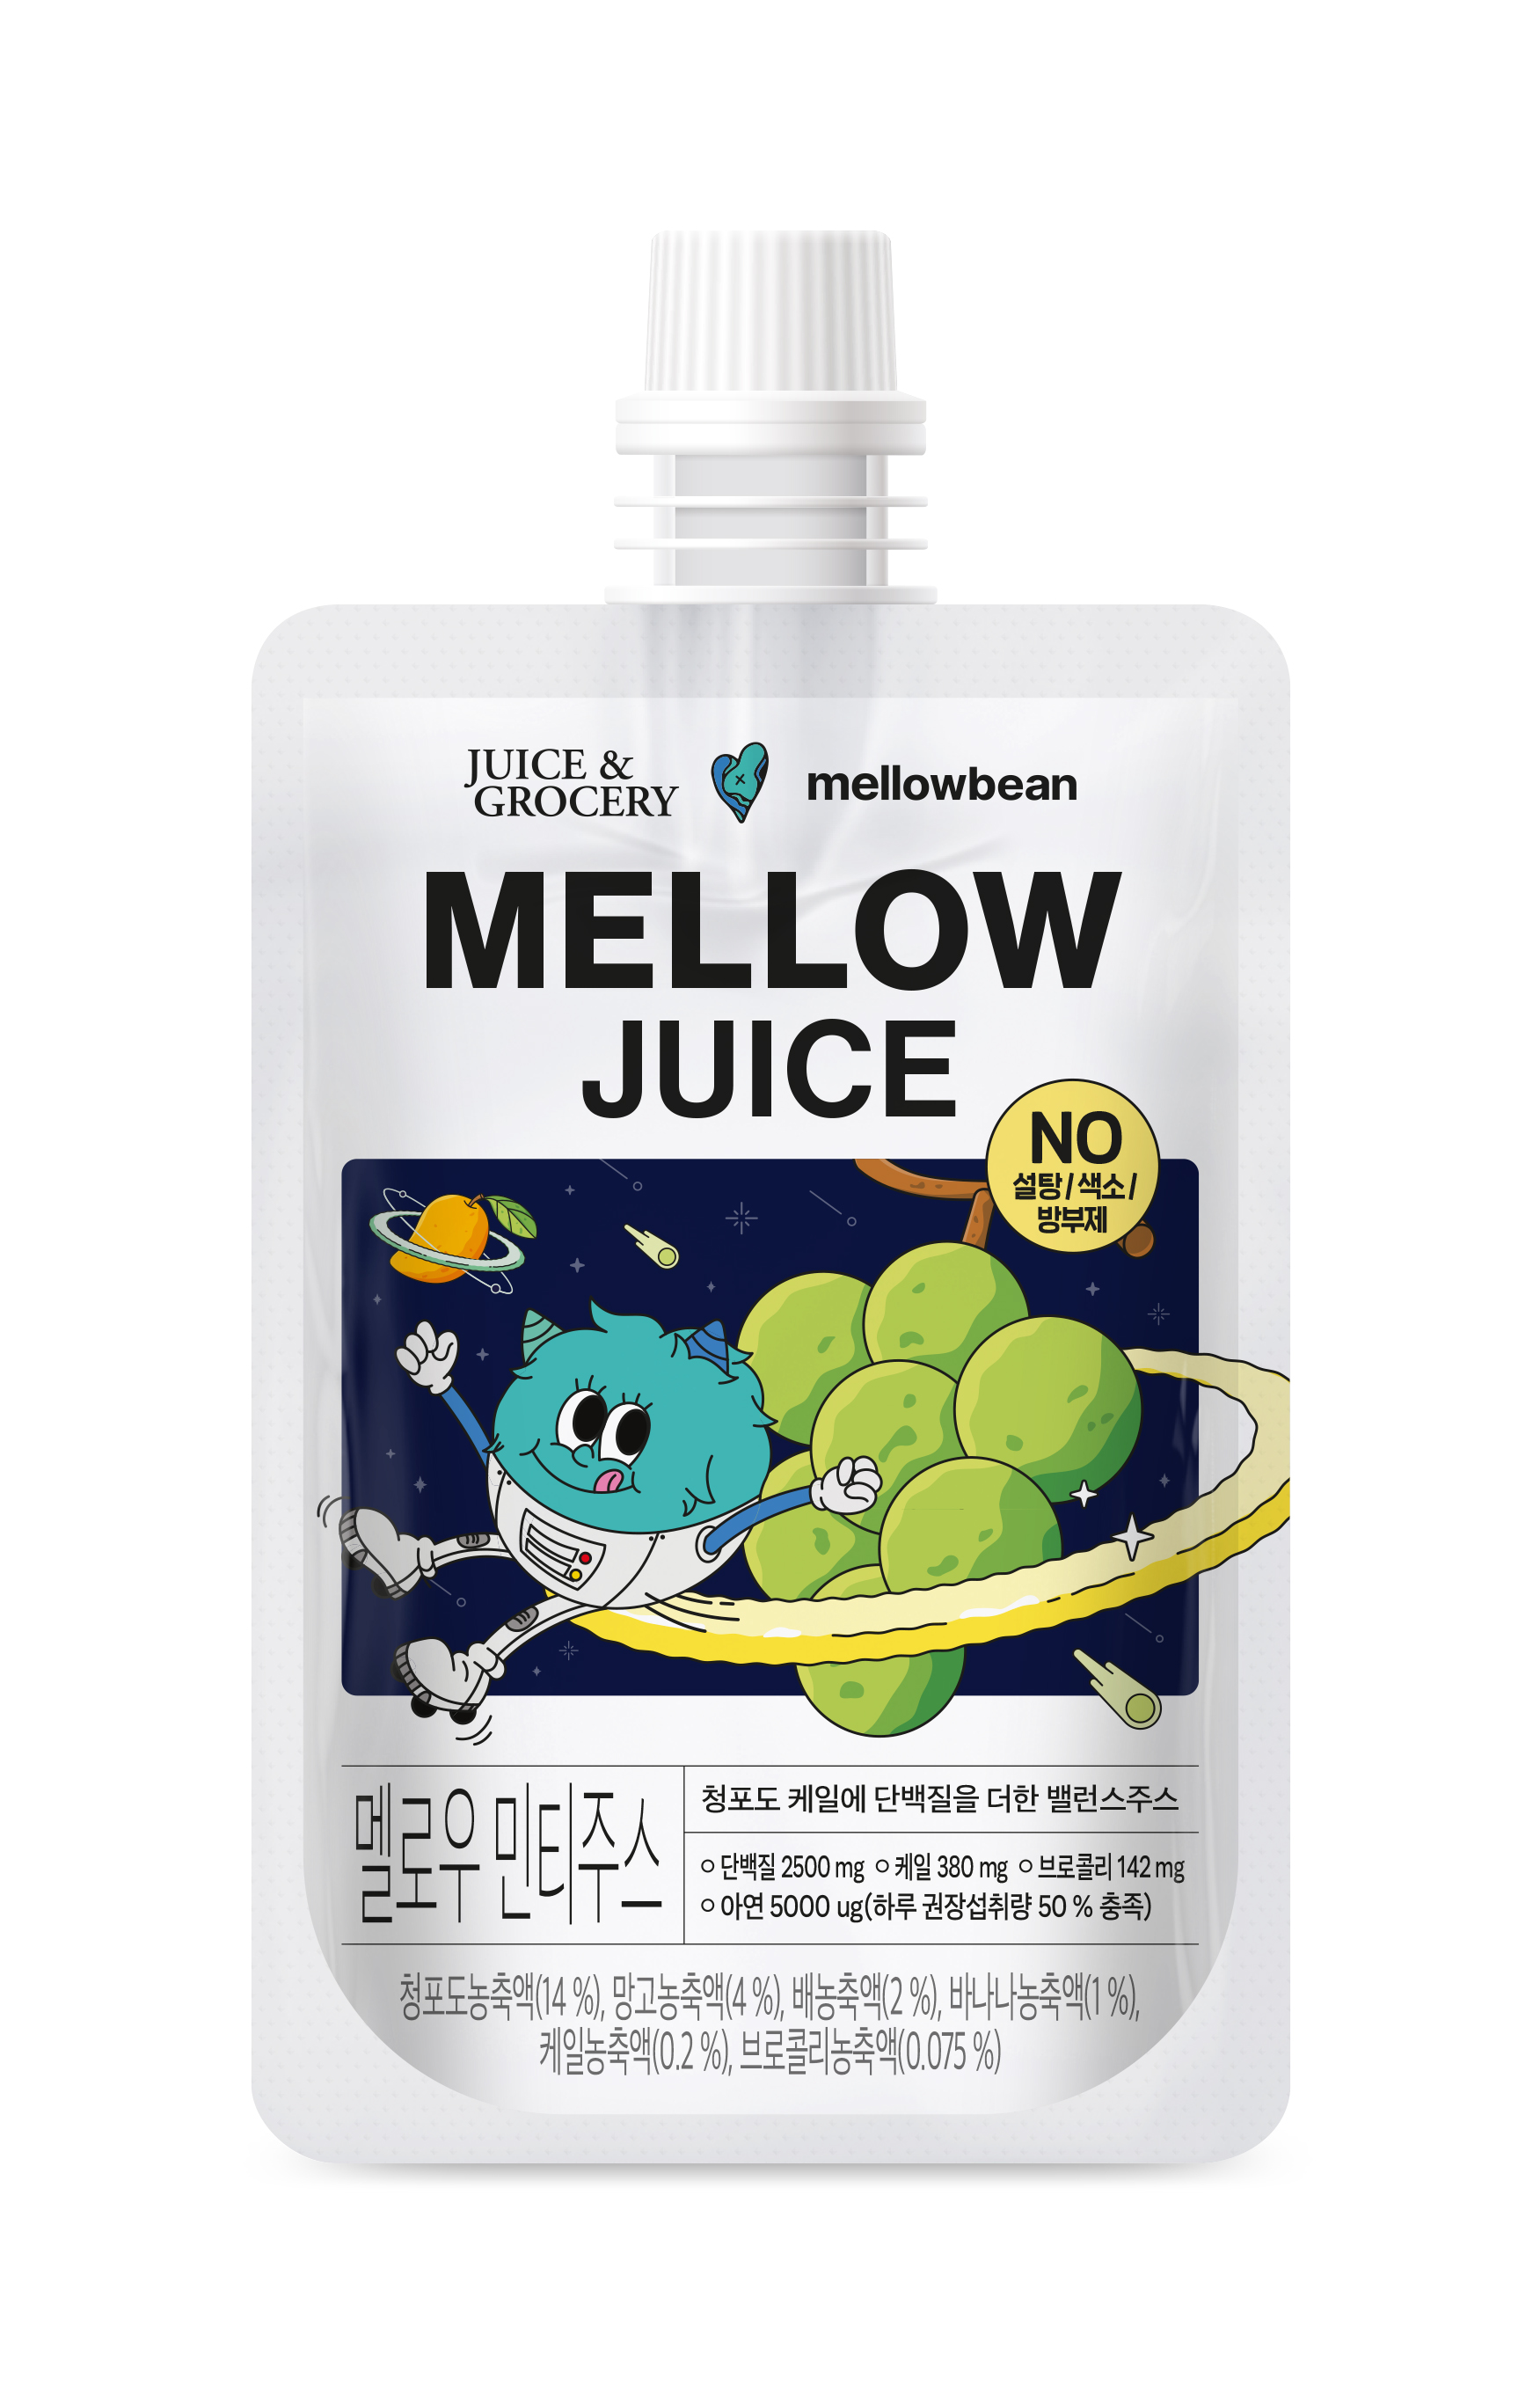 JUICE &
GROCERY
mellowbean
MELLOW
JUICE
NO
설탕/색소/
방부제
멜로우 민티주스
청포도 케일에 단백질을 더한 밸런스주스
단백질 2500 mg 케일 380 mg 브로콜리 142 mg
아연 5000 ug(하루 권장섭취량 50 % 충족)
청포도농축액(14 %), 망고농축액(4 %), 배농축액(2 %), 바나나농축액(1 %),
케일농축액(0.2 %), 브로콜리농축액(0.075 %)